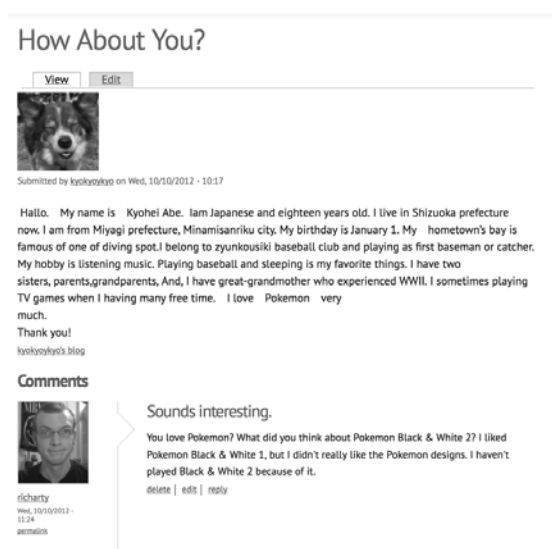 How About You?
View Edit
Submitted by kyokyoykyo on Wed, 10/10/2012 - 10:17
Hallo. My name is Kyohei Abe. Iam Japanese and eighteen years old. I live in Shizuoka prefecture
now. I am from Miyagi prefecture, Minamisanriku city. My birthday is January 1. My hometown's bay is
famous of one of diving spot.I belong to zyunkousiki baseball club and playing as first baseman or catcher.
My hobby is listening music. Playing baseball and sleeping is my favorite things. I have two
sisters, parents,grandparents, And, I have great-grandmother who experienced WWII. I sometimes playing
TV games when I having many free time. I love Pokemon very
much.
Thank you!
kyokyoykyo's blog
Comments
Sounds interesting.
You love Pokemon? What did you think about Pokemon Black & White 2? I liked
Pokemon Black & White 1, but I didn't really like the Pokemon designs. I haven't
played Black & White 2 because of it.
delete | edit | reply
richarty
Wed, 10/10/2012 -
11:24
permalink